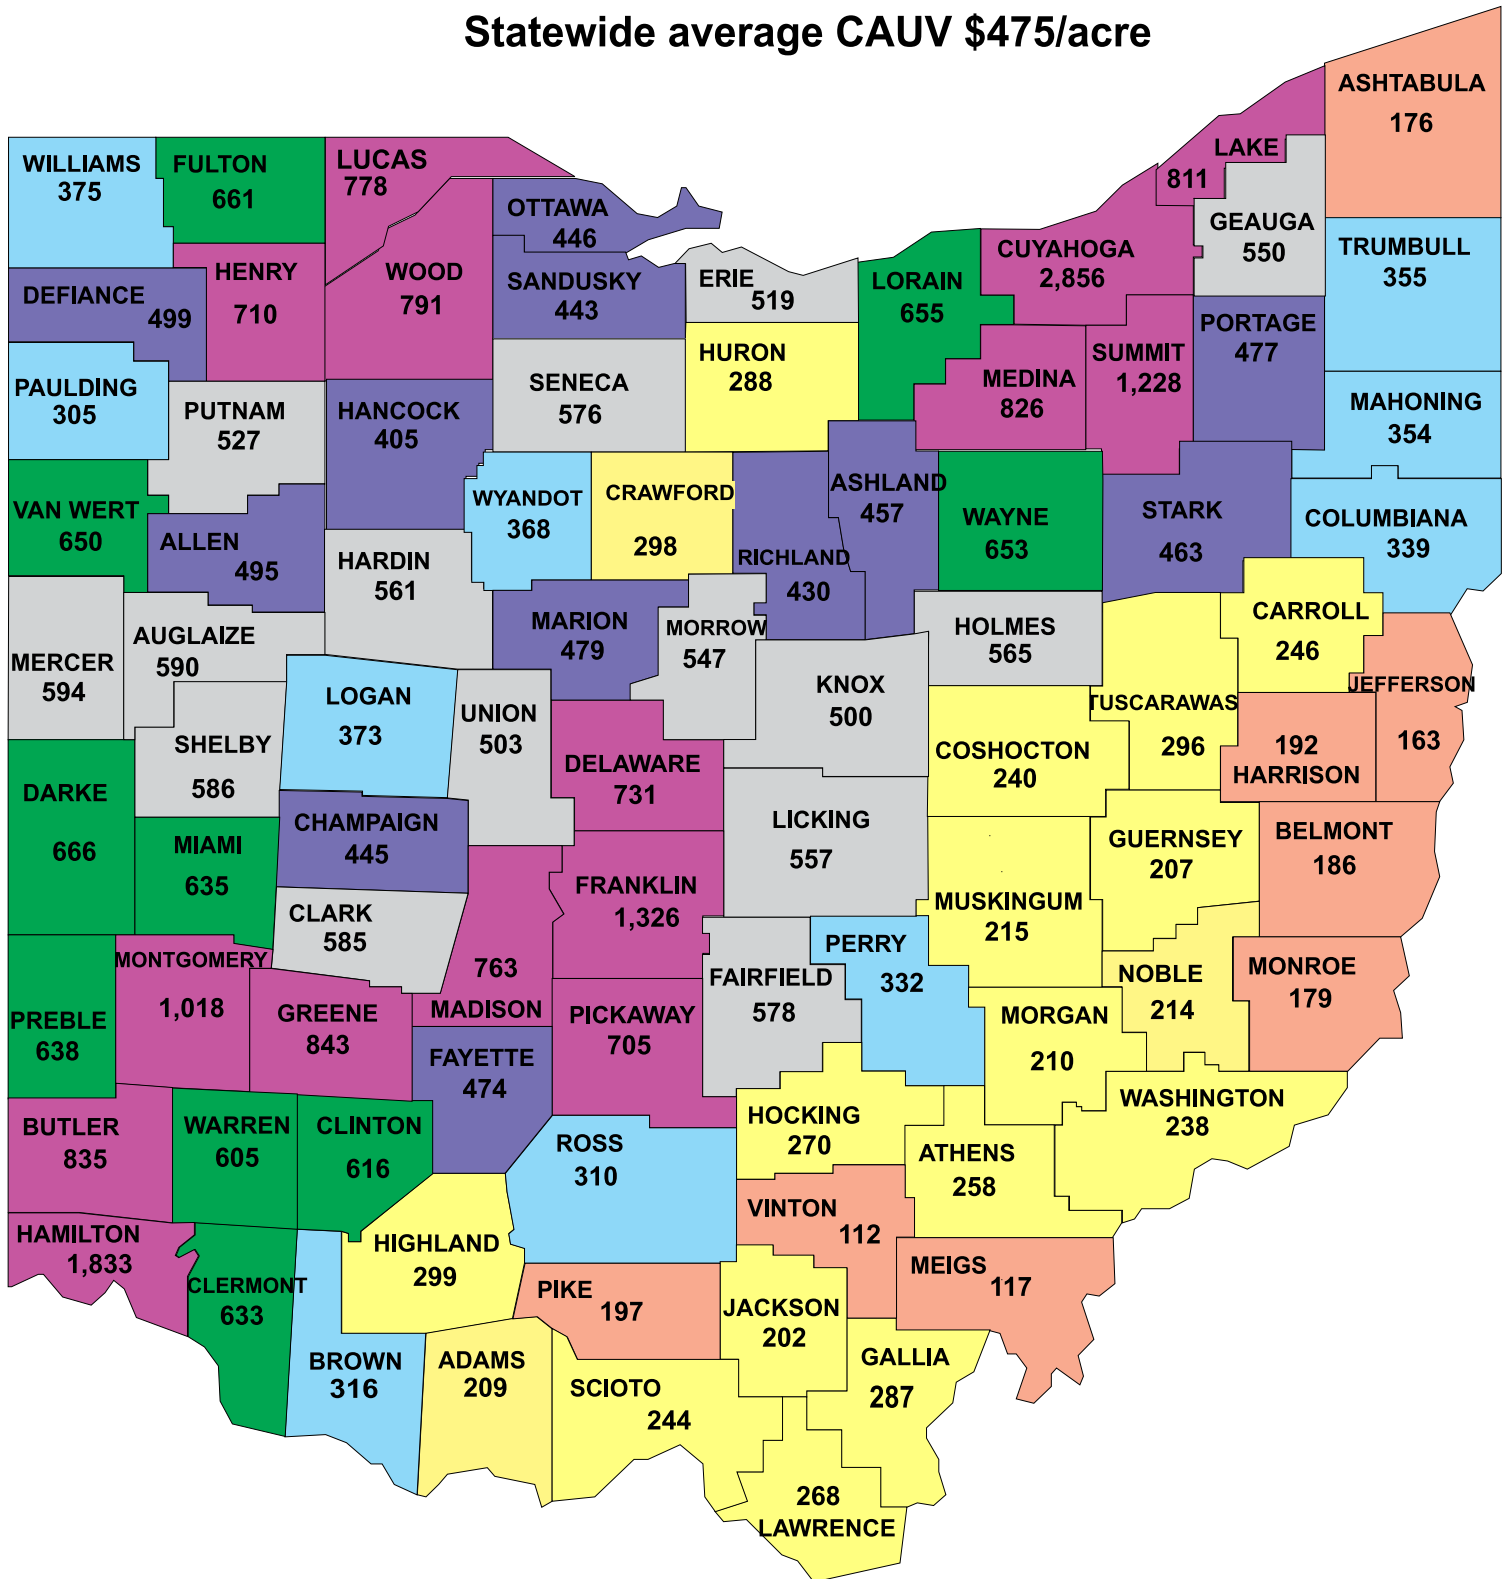 Statewide average CAUV $475/acre
ASHTABULA
176
LAKE
811
WILLIAMS
375
FULTON
661
LUCAS
778
OTTAWA
446
GEAUGA
550
CUYAHOGA
2,856
TRUMBULL
355
HENRY
710
WOOD
791
SANDUSKY
443
ERIE
519
LORAIN
655
DEFIANCE
499
PORTAGE
477
HURON
288
SUMMIT
1,228
MEDINA
826
PAULDING
305
SENECA
576
MAHONING
354
PUTNAM
527
HANCOCK
405
ASHLAND
457
WYANDOT
368
CRAWFORD
298
VAN WERT
650
WAYNE
653
STARK
463
COLUMBIANA
339
ALLEN
495
HARDIN
561
RICHLAND
430
MARION
479
MORROW
547
HOLMES
565
CARROLL
246
AUGLAIZE
590
MERCER
594
LOGAN
373
KNOX
500
JEFFERSON
163
UNION
503
TUSCARAWAS
296
192
HARRISON
SHELBY
586
COSHOCTON
240
DELAWARE
731
DARKE
666
CHAMPAIGN
445
LICKING
557
GUERNSEY
207
BELMONT
186
MIAMI
635
FRANKLIN
1,326
MUSKINGUM
215
CLARK
585
PERRY
332
MONTGOMERY
1,018
763
MADISON
FAIRFIELD
578
NOBLE
214
MONROE
179
PREBLE
638
GREENE
843
PICKAWAY
705
MORGAN
210
FAYETTE
474
WASHINGTON
238
BUTLER
835
WARREN
605
CLINTON
616
ROSS
310
HOCKING
270
ATHENS
258
VINTON
112
HAMILTON
1,833
HIGHLAND
299
MEIGS
117
CLERMONT
633
PIKE
197
JACKSON
202
BROWN
316
ADAMS
209
SCIOTO
244
GALLIA
287
268
LAWRENCE